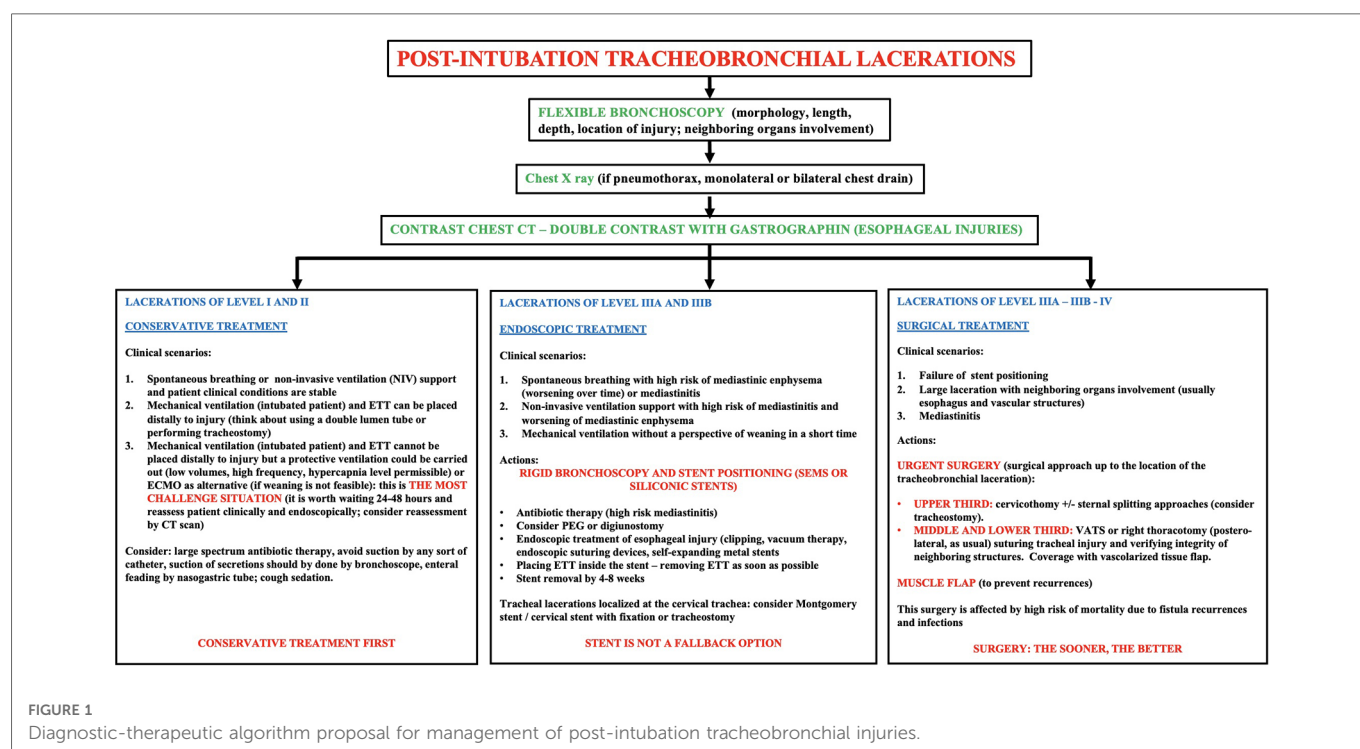 POST-INTUBATION TRACHEOBRONCHIAL LACERATIONS
FLEXIBLE BRONCHOSCOPY (morphology, length,
depth, location of injury; neighboring organs involvement)
Chest X ray (if pneumothorax, monolateral or bilateral chest drain)
CONTRAST CHEST CT – DOUBLE CONTRAST WITH GASTROGRAPHIN (ESOPHAGEAL INJURIES)
LACERATIONS OF LEVEL I AND II
CONSERVATIVE TREATMENT
Clinical scenarios:
1. Spontaneous breathing or non-invasive ventilation (NIV) support
and patient clinical conditions are stable
2. Mechanical ventilation (intubated patient) and ETT can be placed
distally to injury (think about using a double lumen tube or
performing tracheostomy)
3. Mechanical ventilation (intubated patient) and ETT cannot be
placed distally to injury but a protective ventilation could be carried
out (low volumes, high frequency, hypercapnia level permissible) or
ECMO as alternative (if weaning is not feasible): this is THE MOST
CHALLENGE SITUATION (it is worth waiting 24-48 hours and
reassess patient clinically and endoscopically; consider reassessment
by CT scan)
Consider: large spectrum antibiotic therapy, avoid suction by any sort of
catheter, suction of secretions should by done by bronchoscope, enteral
feading by nasogastric tube; cough sedation.
CONSERVATIVE TREATMENT FIRST
LACERATIONS OF LEVEL IIIA AND IIIB
ENDOSCOPIC TREATMENT
Clinical scenarios:
1. Spontaneous breathing with high risk of mediastinic enphysema
(worsening over time) or mediastinitis
2. Non-invasive ventilation support with high risk of mediastinitis and
worsening of mediastinic enphysema
3. Mechanical ventilation without a perspective of weaning in a short time
Actions:
RIGID BRONCHOSCOPY AND STENT POSITIONING (SEMS OR
SILICONIC STENTS)
• Antibiotic therapy (high risk mediastinitis)
• Consider PEG or digiunostomy
• Endoscopic treatment of esophageal injury (clipping, vacuum therapy,
endoscopic suturing devices, self-expanding metal stents
• Placing ETT inside the stent – removing ETT as soon as possible
• Stent removal by 4-8 weeks
Tracheal lacerations localized at the cervical trachea: consider Montgomery
stent / cervical stent with fixation or tracheostomy
STENT IS NOT A FALLBACK OPTION
LACERATIONS OF LEVEL IIIA – IIIB - IV
SURGICAL TREATMENT
Clinical scenarios:
1. Failure of stent positioning
2. Large laceration with neighboring organs involvement (usually
esophagus and vascular structures)
3. Mediastinitis
Actions:
URGENT SURGERY (surgical approach up to the location of the
tracheobronchial laceration):
• UPPER THIRD: cervicothomy +/- sternal splitting approaches (consider
tracheostomy).
• MIDDLE AND LOWER THIRD: VATS or right thoracotomy (postero-
lateral, as usual) suturing tracheal injury and verifying integrity of
neighboring structures. Coverage with vascolarized tissue flap.
MUSCLE FLAP (to prevent recurrences)
This surgery is affected by high risk of mortality due to fistula recurrences
and infections
SURGERY: THE SOONER, THE BETTER
FIGURE 1
Diagnostic-therapeutic algorithm proposal for management of post-intubation tracheobronchial injuries.